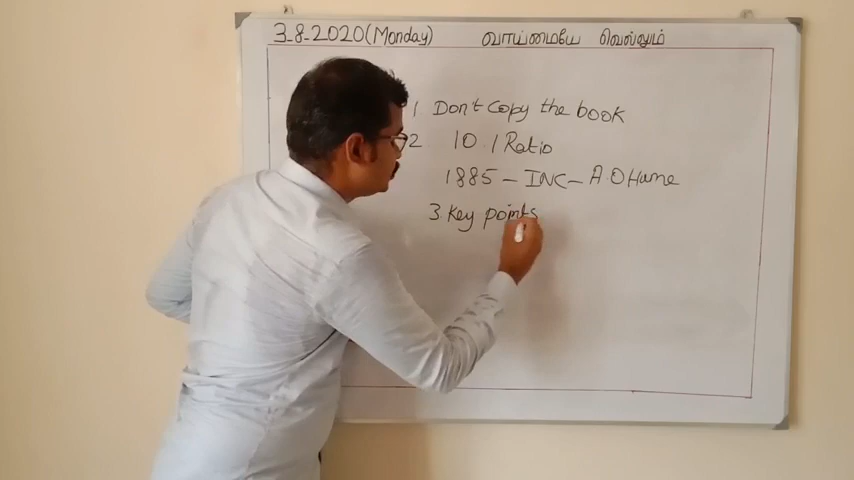 3-8-2020(Monday) வாய்மையே வெல்லும்
1 Don't Copy the book
2 10.1 Ratio
1885 - INC - A.O Hume
3 Key points